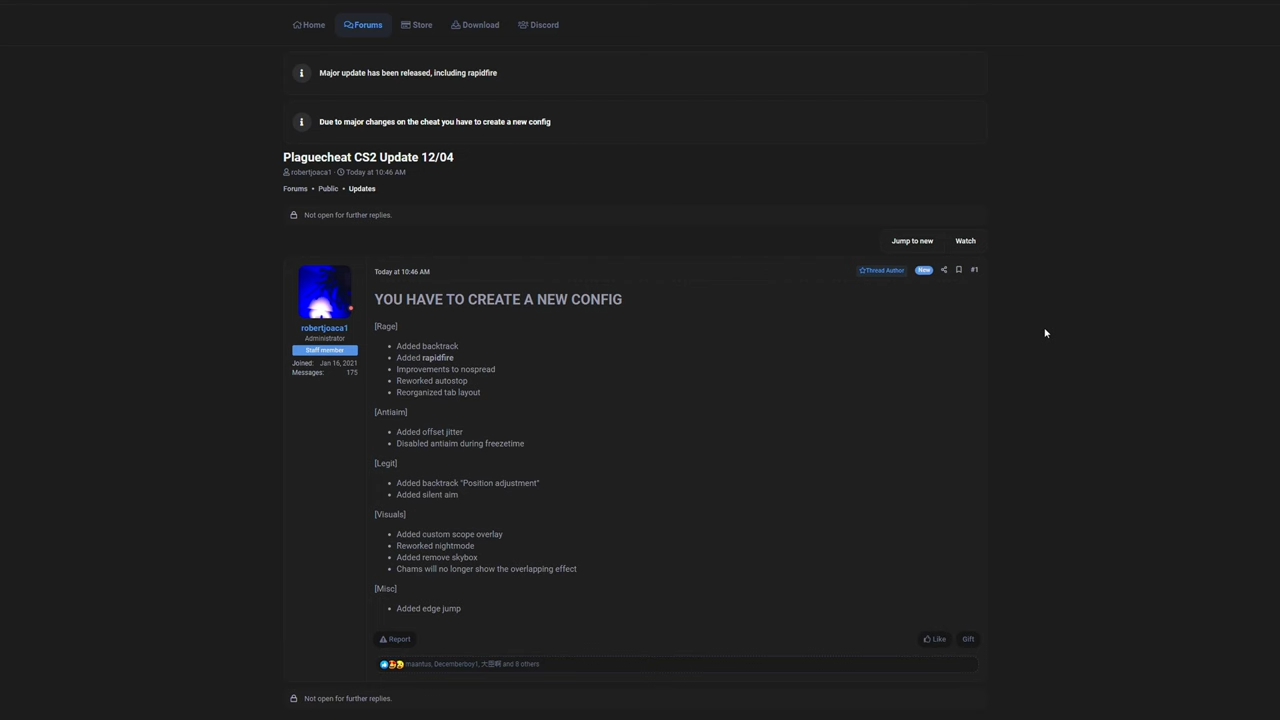 Home Forums Store Download Discord
Major update has been released, including rapidfire
Due to major changes on the cheat you have to create a new config
Plaguecheat CS2 Update 12/04
robertjoaca1 · Today at 10:46 AM
Forums • Public • Updates
Not open for further replies.
Jump to new Watch
Today at 10:46 AM
Thread Author New #1
robertjoaca1
Administrator
Staff member
Joined: Jan 16, 2021
Messages: 175
YOU HAVE TO CREATE A NEW CONFIG
[Rage]
• Added backtrack
• Added rapidfire
• Improvements to nospread
• Reworked autostop
• Reorganized tab layout
[Antiaim]
• Added offset jitter
• Disabled antiaim during freezetime
[Legit]
• Added backtrack "Position adjustment"
• Added silent aim
[Visuals]
• Added custom scope overlay
• Reworked nightmode
• Added remove skybox
• Chams will no longer show the overlapping effect
[Misc]
• Added edge jump
Report Like Gift
maantus, Decemberboy1, and 8 others
Not open for further replies.